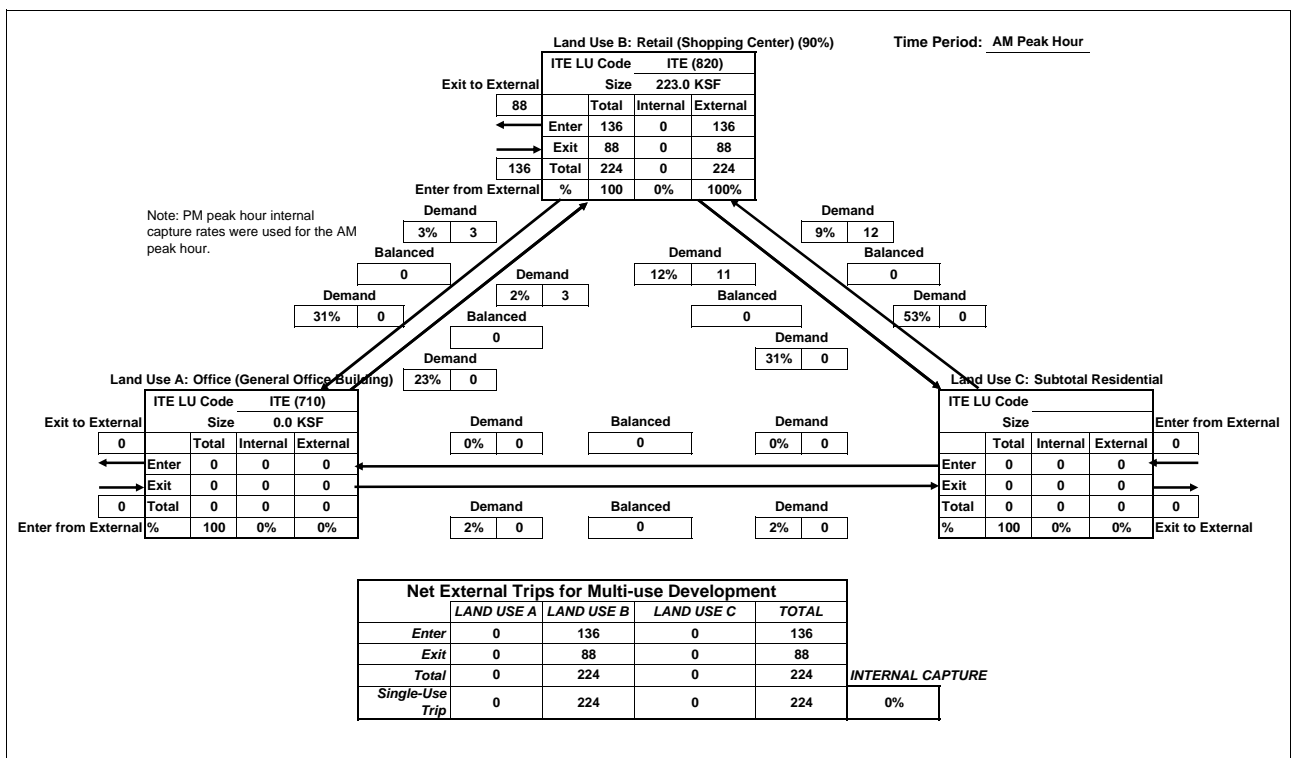 Land Use B: Retail (Shopping Center) (90%)
Time Period: AM Peak Hour
ITE LU Code ITE (820)
Exit to External Size 223.0 KSF
88 Total Internal External
Enter 136 0 136
Exit 88 0 88
136 Total 224 0 224
Enter from External % 100 0% 100%
Note: PM peak hour internal
capture rates were used for the AM
peak hour.
Demand
3% 3
Balanced
0
Demand
31% 0
Demand
2% 3
Balanced
0
Demand
23% 0
Demand
12% 11
Balanced
0
Demand
31% 0
Demand
9% 12
Balanced
0
Demand
53% 0
Land Use A: Office (General Office Building)
ITE LU Code ITE (710)
Exit to External Size 0.0 KSF
0 Total Internal External
Enter 0 0 0
Exit 0 0 0
0 Total 0 0 0
Enter from External % 100 0% 0%
Demand Balanced Demand
0% 0 0 0% 0
Demand Balanced Demand
2% 0 0 2% 0
Land Use C: Subtotal Residential
ITE LU Code
Size Enter from External
Total Internal External 0
Enter 0 0 0
Exit 0 0 0
Total 0 0 0 0
% 100 0% 0% Exit to External
Net External Trips for Multi-use Development
LAND USE A LAND USE B LAND USE C TOTAL
Enter 0 136 0 136
Exit 0 88 0 88
Total 0 224 0 224 INTERNAL CAPTURE
Single-Use
Trip 0 224 0 224 0%